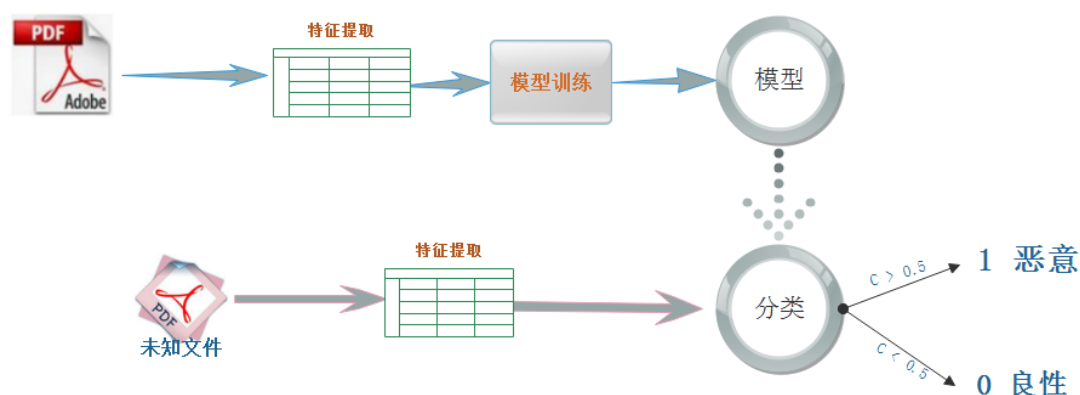 PDF
Adobe
特征提取
模型训练
模型
特征提取
PDF
未知文件
分类
C > 0.5
1 恶意
C < 0.5
0 良性